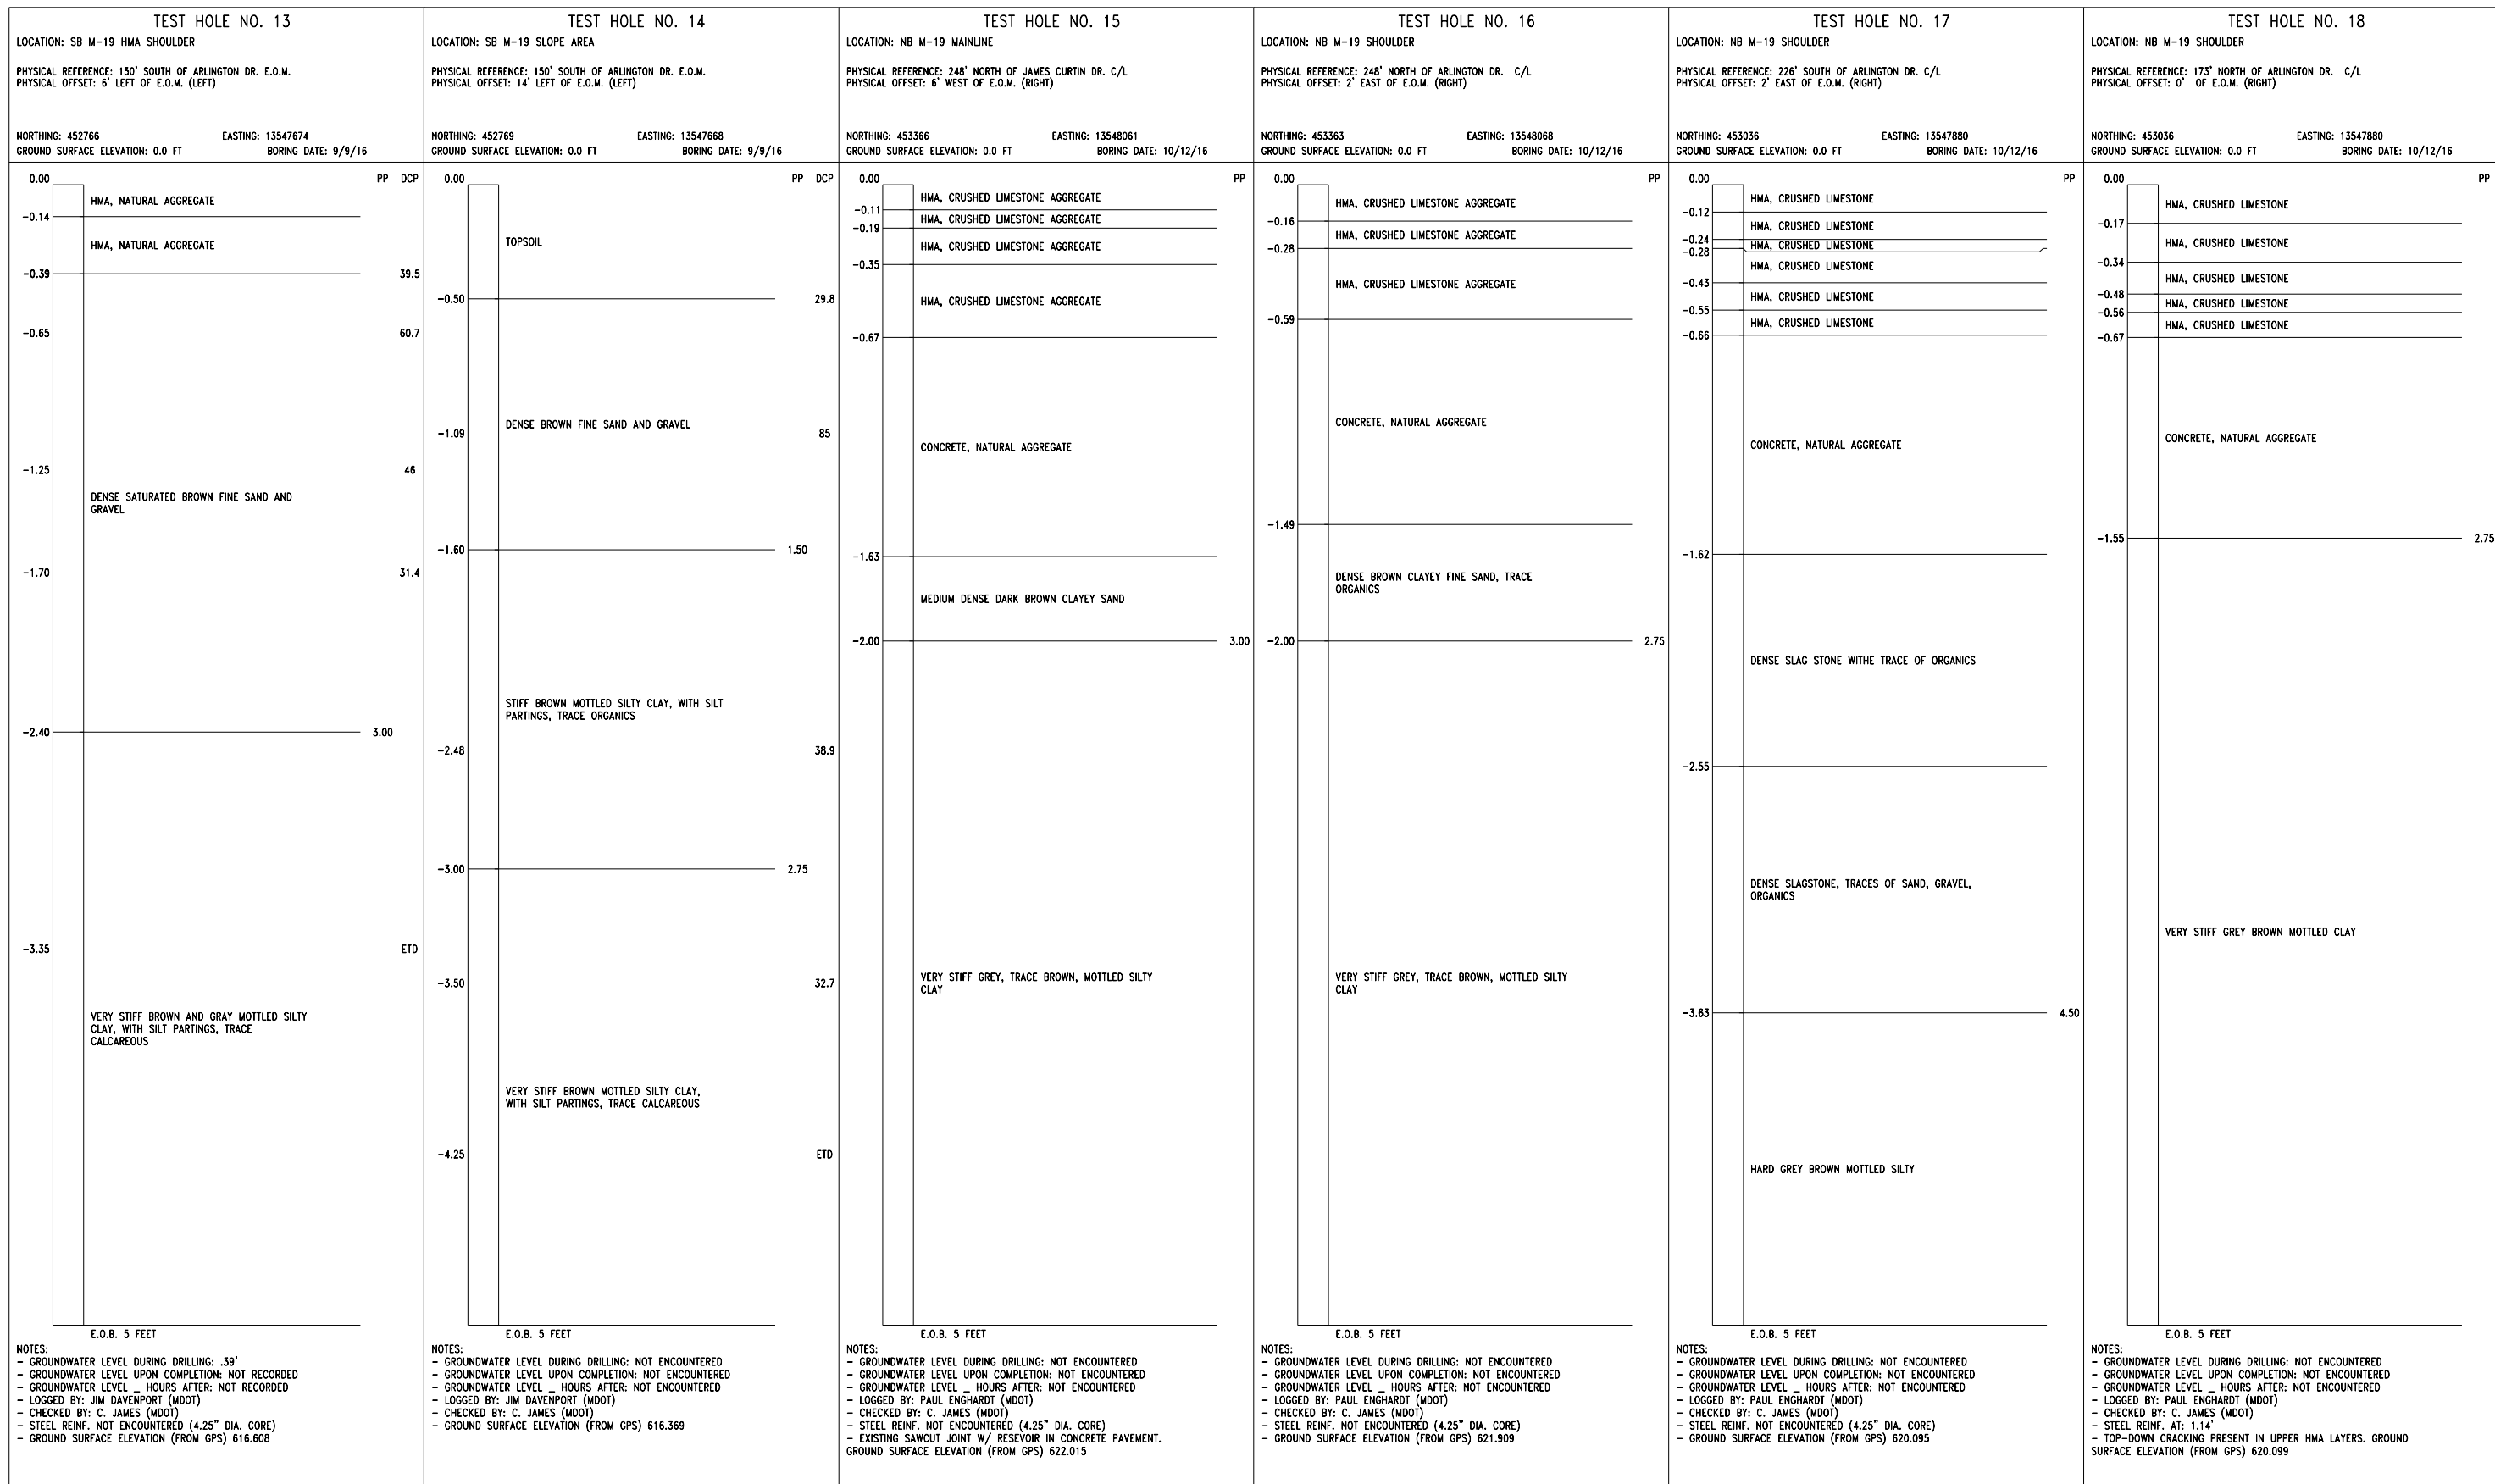 TEST HOLE NO. 13
LOCATION: SB M-19 HMA SHOULDER
PHYSICAL REFERENCE: 150' SOUTH OF ARLINGTON DR. E.O.M.
PHYSICAL OFFSET: 6' LEFT OF E.O.M. (LEFT)
NORTHING: 452766 EASTING: 13547674
GROUND SURFACE ELEVATION: 0.0 FT BORING DATE: 9/9/16
0.00 PP DCP
HMA, NATURAL AGGREGATE
-0.14
HMA, NATURAL AGGREGATE
-0.39 39.5
-0.65 60.7
-1.25 46
DENSE SATURATED BROWN FINE SAND AND
GRAVEL
-1.70 31.4
-2.40 3.00
-3.35 ETD
VERY STIFF BROWN AND GRAY MOTTLED SILTY
CLAY, WITH SILT PARTINGS, TRACE
CALCAREOUS
E.O.B. 5 FEET
NOTES:
- GROUNDWATER LEVEL DURING DRILLING: .39'
- GROUNDWATER LEVEL UPON COMPLETION: NOT RECORDED
- GROUNDWATER LEVEL _ HOURS AFTER: NOT RECORDED
- LOGGED BY: JIM DAVENPORT (MDOT)
- CHECKED BY: C. JAMES (MDOT)
- STEEL REINF. NOT ENCOUNTERED (4.25" DIA. CORE)
- GROUND SURFACE ELEVATION (FROM GPS) 616.608
TEST HOLE NO. 14
LOCATION: SB M-19 SLOPE AREA
PHYSICAL REFERENCE: 150' SOUTH OF ARLINGTON DR. E.O.M.
PHYSICAL OFFSET: 14' LEFT OF E.O.M. (LEFT)
NORTHING: 452769 EASTING: 13547668
GROUND SURFACE ELEVATION: 0.0 FT BORING DATE: 9/9/16
0.00 PP DCP
TOPSOIL
-0.50 29.8
DENSE BROWN FINE SAND AND GRAVEL
-1.09 85
-1.60 1.50
STIFF BROWN MOTTLED SILTY CLAY, WITH SILT
PARTINGS, TRACE ORGANICS
-2.48 38.9
-3.00 2.75
-3.50 32.7
VERY STIFF BROWN MOTTLED SILTY CLAY,
WITH SILT PARTINGS, TRACE CALCAREOUS
-4.25 ETD
E.O.B. 5 FEET
NOTES:
- GROUNDWATER LEVEL DURING DRILLING: NOT ENCOUNTERED
- GROUNDWATER LEVEL UPON COMPLETION: NOT ENCOUNTERED
- GROUNDWATER LEVEL _ HOURS AFTER: NOT ENCOUNTERED
- LOGGED BY: JIM DAVENPORT (MDOT)
- CHECKED BY: C. JAMES (MDOT)
- GROUND SURFACE ELEVATION (FROM GPS) 616.369
TEST HOLE NO. 15
LOCATION: NB M-19 MAINLINE
PHYSICAL REFERENCE: 248' NORTH OF JAMES CURTIN DR. C/L
PHYSICAL OFFSET: 6' WEST OF E.O.M. (RIGHT)
NORTHING: 453366 EASTING: 13548061
GROUND SURFACE ELEVATION: 0.0 FT BORING DATE: 10/12/16
0.00 PP
HMA, CRUSHED LIMESTONE AGGREGATE
-0.11
HMA, CRUSHED LIMESTONE AGGREGATE
-0.19
HMA, CRUSHED LIMESTONE AGGREGATE
-0.35
HMA, CRUSHED LIMESTONE AGGREGATE
-0.67
CONCRETE, NATURAL AGGREGATE
-1.63
MEDIUM DENSE DARK BROWN CLAYEY SAND
-2.00 3.00
VERY STIFF GREY, TRACE BROWN, MOTTLED SILTY
CLAY
E.O.B. 5 FEET
NOTES:
- GROUNDWATER LEVEL DURING DRILLING: NOT ENCOUNTERED
- GROUNDWATER LEVEL UPON COMPLETION: NOT ENCOUNTERED
- GROUNDWATER LEVEL _ HOURS AFTER: NOT ENCOUNTERED
- LOGGED BY: PAUL ENGHARDT (MDOT)
- CHECKED BY: C. JAMES (MDOT)
- STEEL REINF. NOT ENCOUNTERED (4.25" DIA. CORE)
- EXISTING SAWCUT JOINT W/ RESEVOIR IN CONCRETE PAVEMENT.
GROUND SURFACE ELEVATION (FROM GPS) 622.015
TEST HOLE NO. 16
LOCATION: NB M-19 SHOULDER
PHYSICAL REFERENCE: 248' NORTH OF ARLINGTON DR. C/L
PHYSICAL OFFSET: 2' EAST OF E.O.M. (RIGHT)
NORTHING: 453363 EASTING: 13548068
GROUND SURFACE ELEVATION: 0.0 FT BORING DATE: 10/12/16
0.00 PP
HMA, CRUSHED LIMESTONE AGGREGATE
-0.16
HMA, CRUSHED LIMESTONE AGGREGATE
-0.28
HMA, CRUSHED LIMESTONE AGGREGATE
-0.59
CONCRETE, NATURAL AGGREGATE
-1.49
DENSE BROWN CLAYEY FINE SAND, TRACE
ORGANICS
-2.00 2.75
VERY STIFF GREY, TRACE BROWN, MOTTLED SILTY
CLAY
E.O.B. 5 FEET
NOTES:
- GROUNDWATER LEVEL DURING DRILLING: NOT ENCOUNTERED
- GROUNDWATER LEVEL UPON COMPLETION: NOT ENCOUNTERED
- GROUNDWATER LEVEL _ HOURS AFTER: NOT ENCOUNTERED
- LOGGED BY: PAUL ENGHARDT (MDOT)
- CHECKED BY: C. JAMES (MDOT)
- STEEL REINF. NOT ENCOUNTERED (4.25" DIA. CORE)
- GROUND SURFACE ELEVATION (FROM GPS) 621.909
TEST HOLE NO. 17
LOCATION: NB M-19 SHOULDER
PHYSICAL REFERENCE: 226' SOUTH OF ARLINGTON DR. C/L
PHYSICAL OFFSET: 2' EAST OF E.O.M. (RIGHT)
NORTHING: 453036 EASTING: 13547880
GROUND SURFACE ELEVATION: 0.0 FT BORING DATE: 10/12/16
0.00 PP
HMA, CRUSHED LIMESTONE
-0.12
HMA, CRUSHED LIMESTONE
-0.24
HMA, CRUSHED LIMESTONE
-0.28
HMA, CRUSHED LIMESTONE
-0.43
HMA, CRUSHED LIMESTONE
-0.55
HMA, CRUSHED LIMESTONE
-0.66
CONCRETE, NATURAL AGGREGATE
-1.62
DENSE SLAG STONE WITHE TRACE OF ORGANICS
-2.55
DENSE SLAGSTONE, TRACES OF SAND, GRAVEL,
ORGANICS
-3.63 4.50
HARD GREY BROWN MOTTLED SILTY
E.O.B. 5 FEET
NOTES:
- GROUNDWATER LEVEL DURING DRILLING: NOT ENCOUNTERED
- GROUNDWATER LEVEL UPON COMPLETION: NOT ENCOUNTERED
- GROUNDWATER LEVEL _ HOURS AFTER: NOT ENCOUNTERED
- LOGGED BY: PAUL ENGHARDT (MDOT)
- CHECKED BY: C. JAMES (MDOT)
- STEEL REINF. NOT ENCOUNTERED (4.25" DIA. CORE)
- GROUND SURFACE ELEVATION (FROM GPS) 620.095
TEST HOLE NO. 18
LOCATION: NB M-19 SHOULDER
PHYSICAL REFERENCE: 173' NORTH OF ARLINGTON DR. C/L
PHYSICAL OFFSET: 0' OF E.O.M. (RIGHT)
NORTHING: 453036 EASTING: 13547880
GROUND SURFACE ELEVATION: 0.0 FT BORING DATE: 10/12/16
0.00 PP
HMA, CRUSHED LIMESTONE
-0.17
HMA, CRUSHED LIMESTONE
-0.34
HMA, CRUSHED LIMESTONE
-0.48
HMA, CRUSHED LIMESTONE
-0.56
HMA, CRUSHED LIMESTONE
-0.67
CONCRETE, NATURAL AGGREGATE
-1.55 2.75
VERY STIFF GREY BROWN MOTTLED CLAY
E.O.B. 5 FEET
NOTES:
- GROUNDWATER LEVEL DURING DRILLING: NOT ENCOUNTERED
- GROUNDWATER LEVEL UPON COMPLETION: NOT ENCOUNTERED
- GROUNDWATER LEVEL _ HOURS AFTER: NOT ENCOUNTERED
- LOGGED BY: PAUL ENGHARDT (MDOT)
- CHECKED BY: C. JAMES (MDOT)
- STEEL REINF. AT: 1.14'
- TOP-DOWN CRACKING PRESENT IN UPPER HMA LAYERS. GROUND
SURFACE ELEVATION (FROM GPS) 620.099